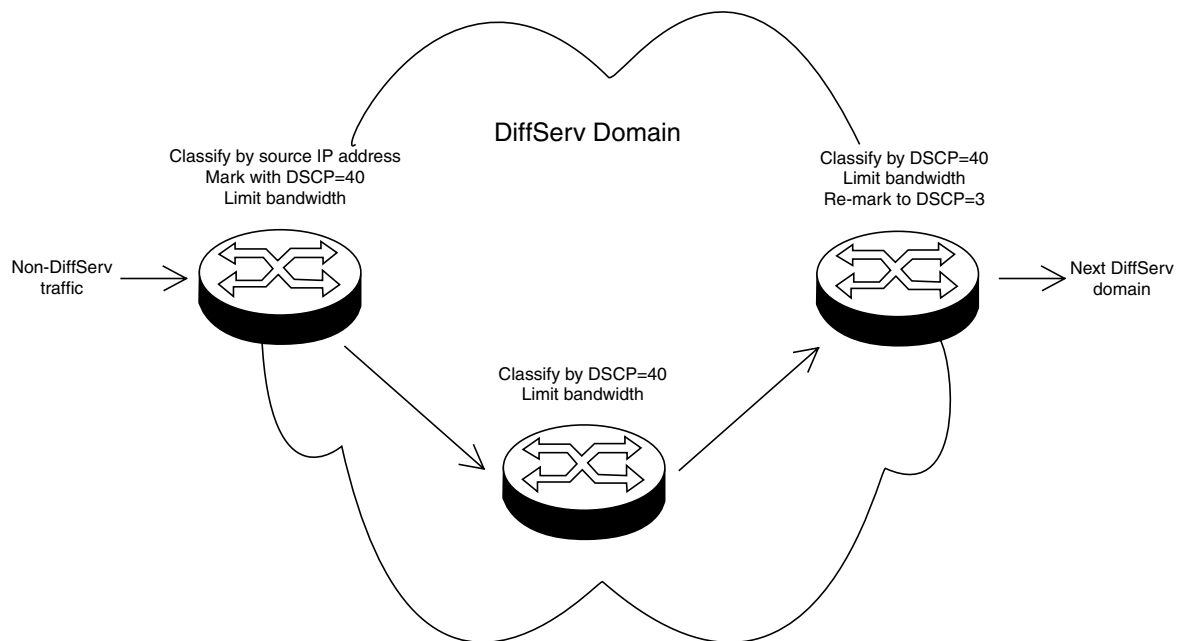 DiffServ Domain
Classify by source IP address
Mark with DSCP=40
Limit bandwidth
Classify by DSCP=40
Limit bandwidth
Re-mark to DSCP=3
Non-DiffServ
traffic
Next DiffServ
domain
Classify by DSCP=40
Limit bandwidth